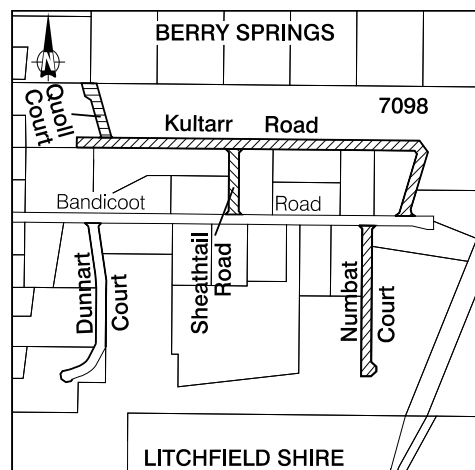 BERRY SPRINGS
N
7098
Quoll
Court
Kultarr Road
Bandicoot Road
Sheathtail
Road
Dunnart
Court
Numbat
Court
LITCHFIELD SHIRE